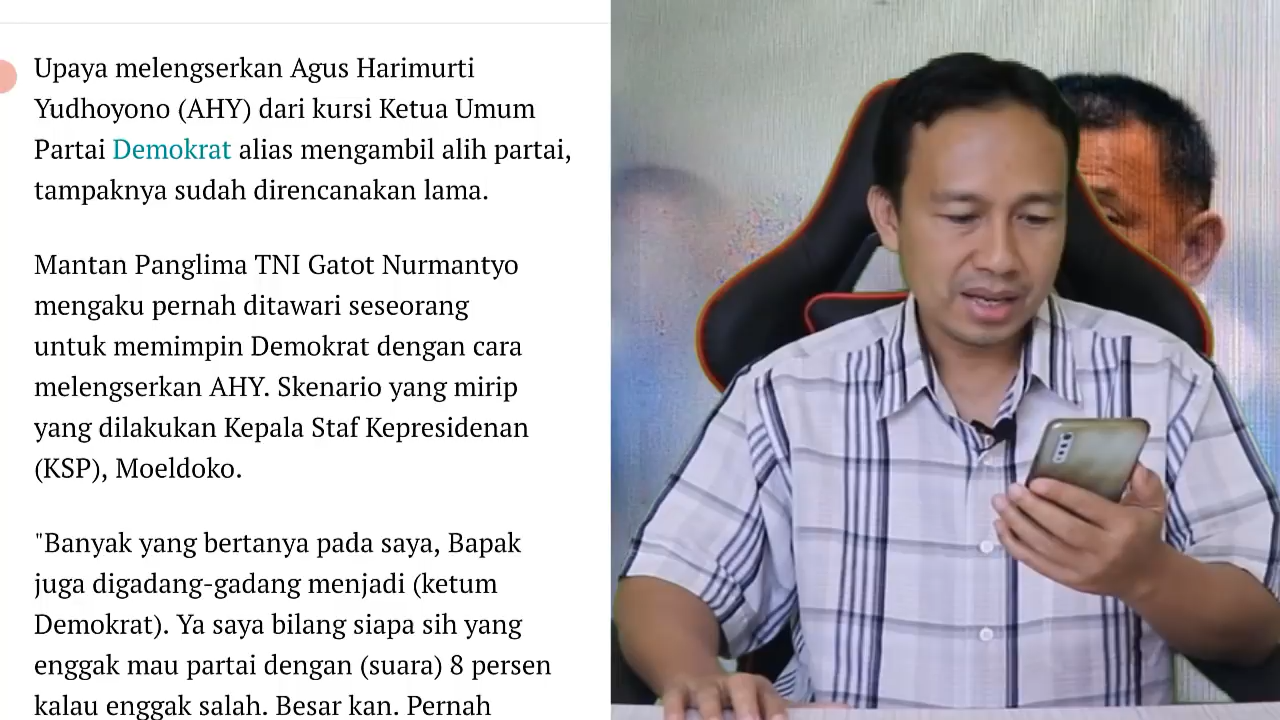 Upaya melengserkan Agus Harimurti
Yudhoyono (AHY) dari kursi Ketua Umum
Partai Demokrat alias mengambil alih partai,
tampaknya sudah direncanakan lama.
Mantan Panglima TNI Gatot Nurmantyo
mengaku pernah ditawari seseorang
untuk memimpin Demokrat dengan cara
melengserkan AHY. Skenario yang mirip
yang dilakukan Kepala Staf Kepresidenan
(KSP), Moeldoko.
"Banyak yang bertanya pada saya, Bapak
juga digadang-gadang menjadi (ketum
Demokrat). Ya saya bilang siapa sih yang
enggak mau partai dengan (suara) 8 persen
kalau enggak salah. Besar kan. Pernah